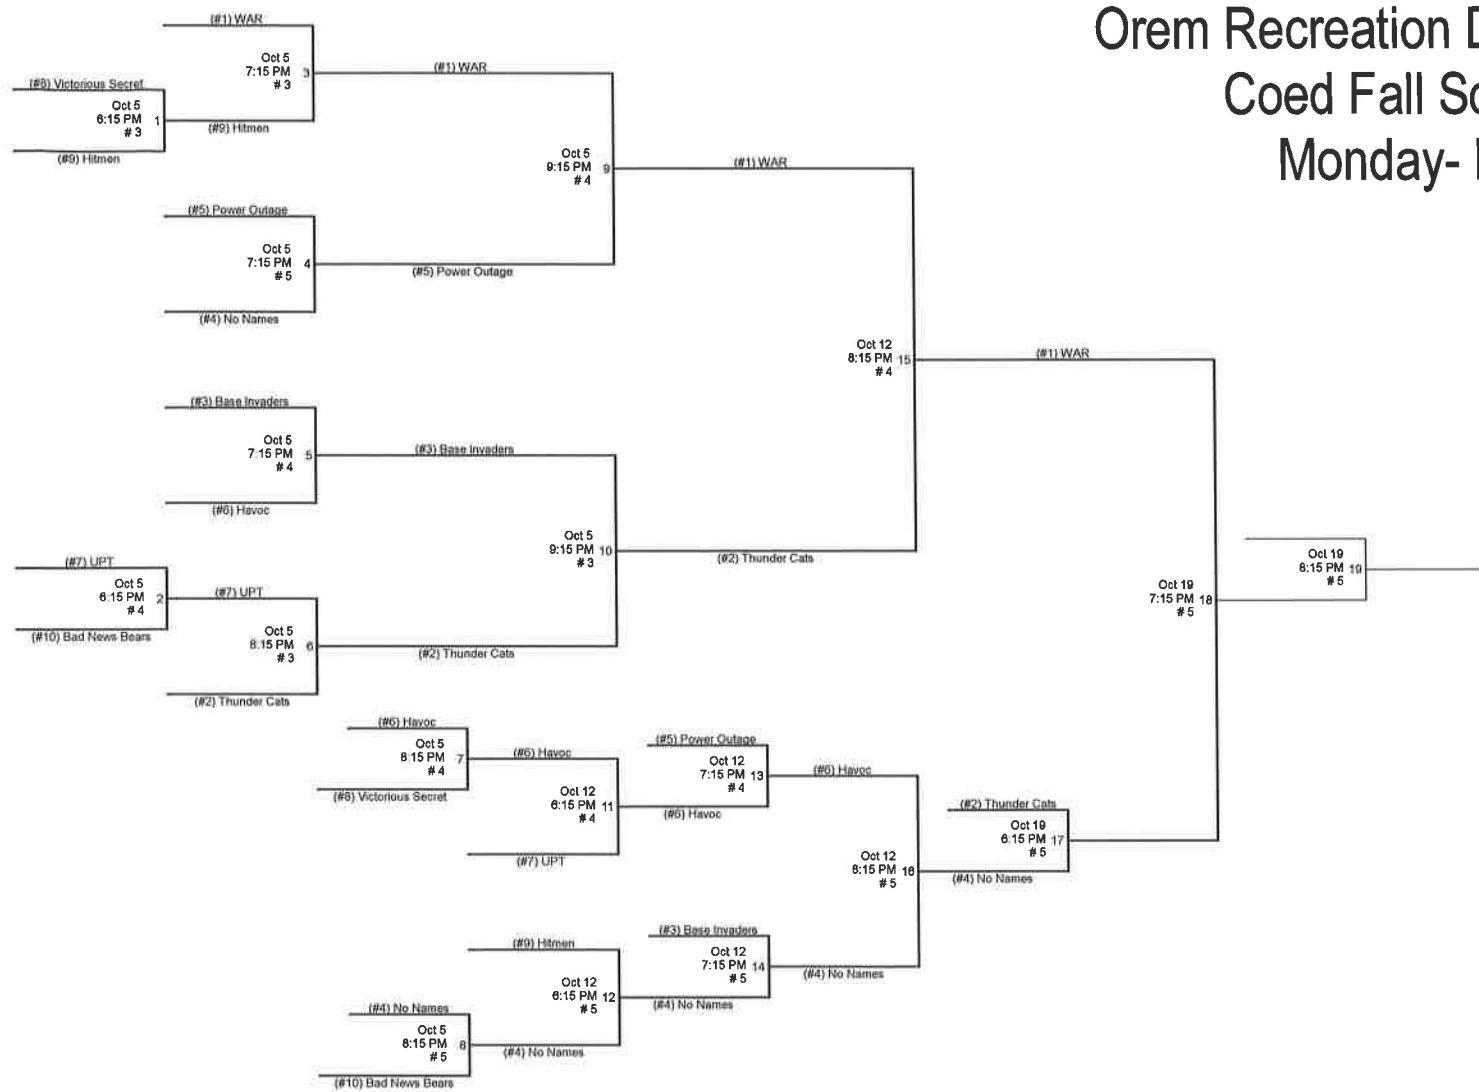 Orem Recreation D
Coed Fall So
Monday-
(#1) WAR
Oct 5
7:15 PM 3
# 3
(#1) WAR
(#8) Victorious Secret
Oct 5
6:15 PM 1
# 3
(#9) Hitmen
(#9) Hitmen
Oct 5
9:15 PM 9
# 4
(#1) WAR
(#5) Power Outage
Oct 5
7:15 PM 4
# 5
(#5) Power Outage
(#4) No Names
Oct 12
8:15 PM 15
# 4
(#1) WAR
(#3) Base Invaders
Oct 5
7:15 PM 5
# 4
(#3) Base Invaders
(#6) Havoc
Oct 5
9:15 PM 10
# 3
(#2) Thunder Cats
(#7) UPT
Oct 5
6:15 PM 2
# 4
(#7) UPT
(#10) Bad News Bears
Oct 5
8:15 PM 6
# 3
(#2) Thunder Cats
(#2) Thunder Cats
Oct 19
7:15 PM 18
# 5
Oct 19
8:15 PM 19
# 5
(#6) Havoc
Oct 5
8:15 PM 7
# 4
(#6) Havoc
(#8) Victorious Secret
Oct 12
6:15 PM 11
# 4
(#7) UPT
(#5) Power Outage
Oct 12
7:15 PM 13
# 4
(#6) Havoc
(#6) Havoc
Oct 12
8:15 PM 16
# 5
(#2) Thunder Cats
Oct 19
6:15 PM 17
# 5
(#4) No Names
(#9) Hitmen
Oct 12
6:15 PM 12
# 5
(#3) Base Invaders
Oct 12
7:15 PM 14
# 5
(#4) No Names
(#4) No Names
(#4) No Names
Oct 5
8:15 PM 8
# 5
(#4) No Names
(#10) Bad News Bears